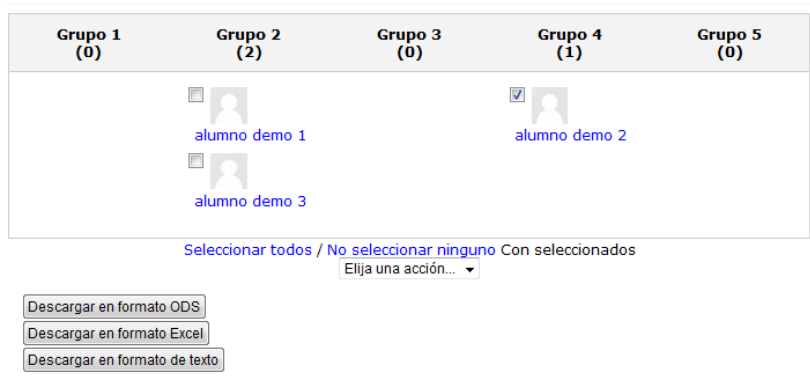 Grupo 1 Grupo 2 Grupo 3 Grupo 4 Grupo 5
(0) (2) (0) (1) (0)
alumno demo 1 alumno demo 2
alumno demo 3
Seleccionar todos / No seleccionar ninguno Con seleccionados
Elija una acción...
Descargar en formato ODS
Descargar en formato Excel
Descargar en formato de texto